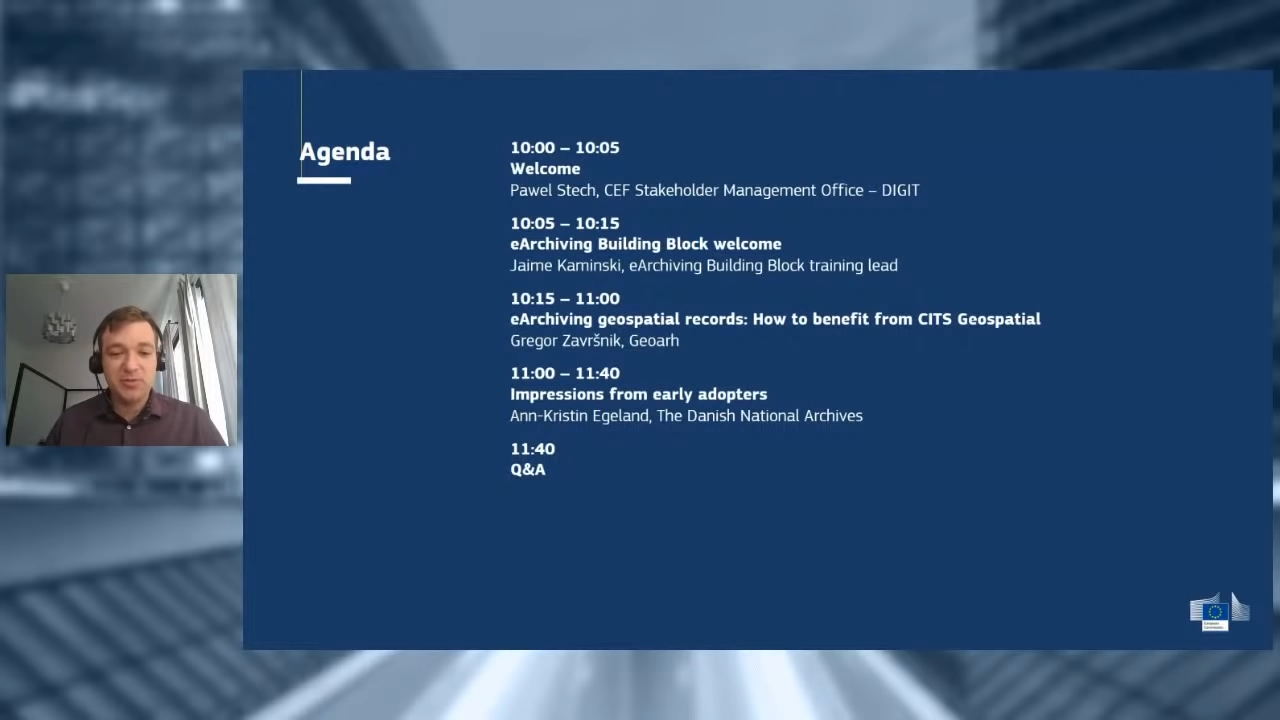 Agenda
10:00 – 10:05
Welcome
Pawel Stech, CEF Stakeholder Management Office – DIGIT
10:05 – 10:15
eArchiving Building Block welcome
Jaime Kaminski, eArchiving Building Block training lead
10:15 – 11:00
eArchiving geospatial records: How to benefit from CITS Geospatial
Gregor Završnik, Geoarh
11:00 – 11:40
Impressions from early adopters
Ann-Kristin Egeland, The Danish National Archives
11:40
Q&A